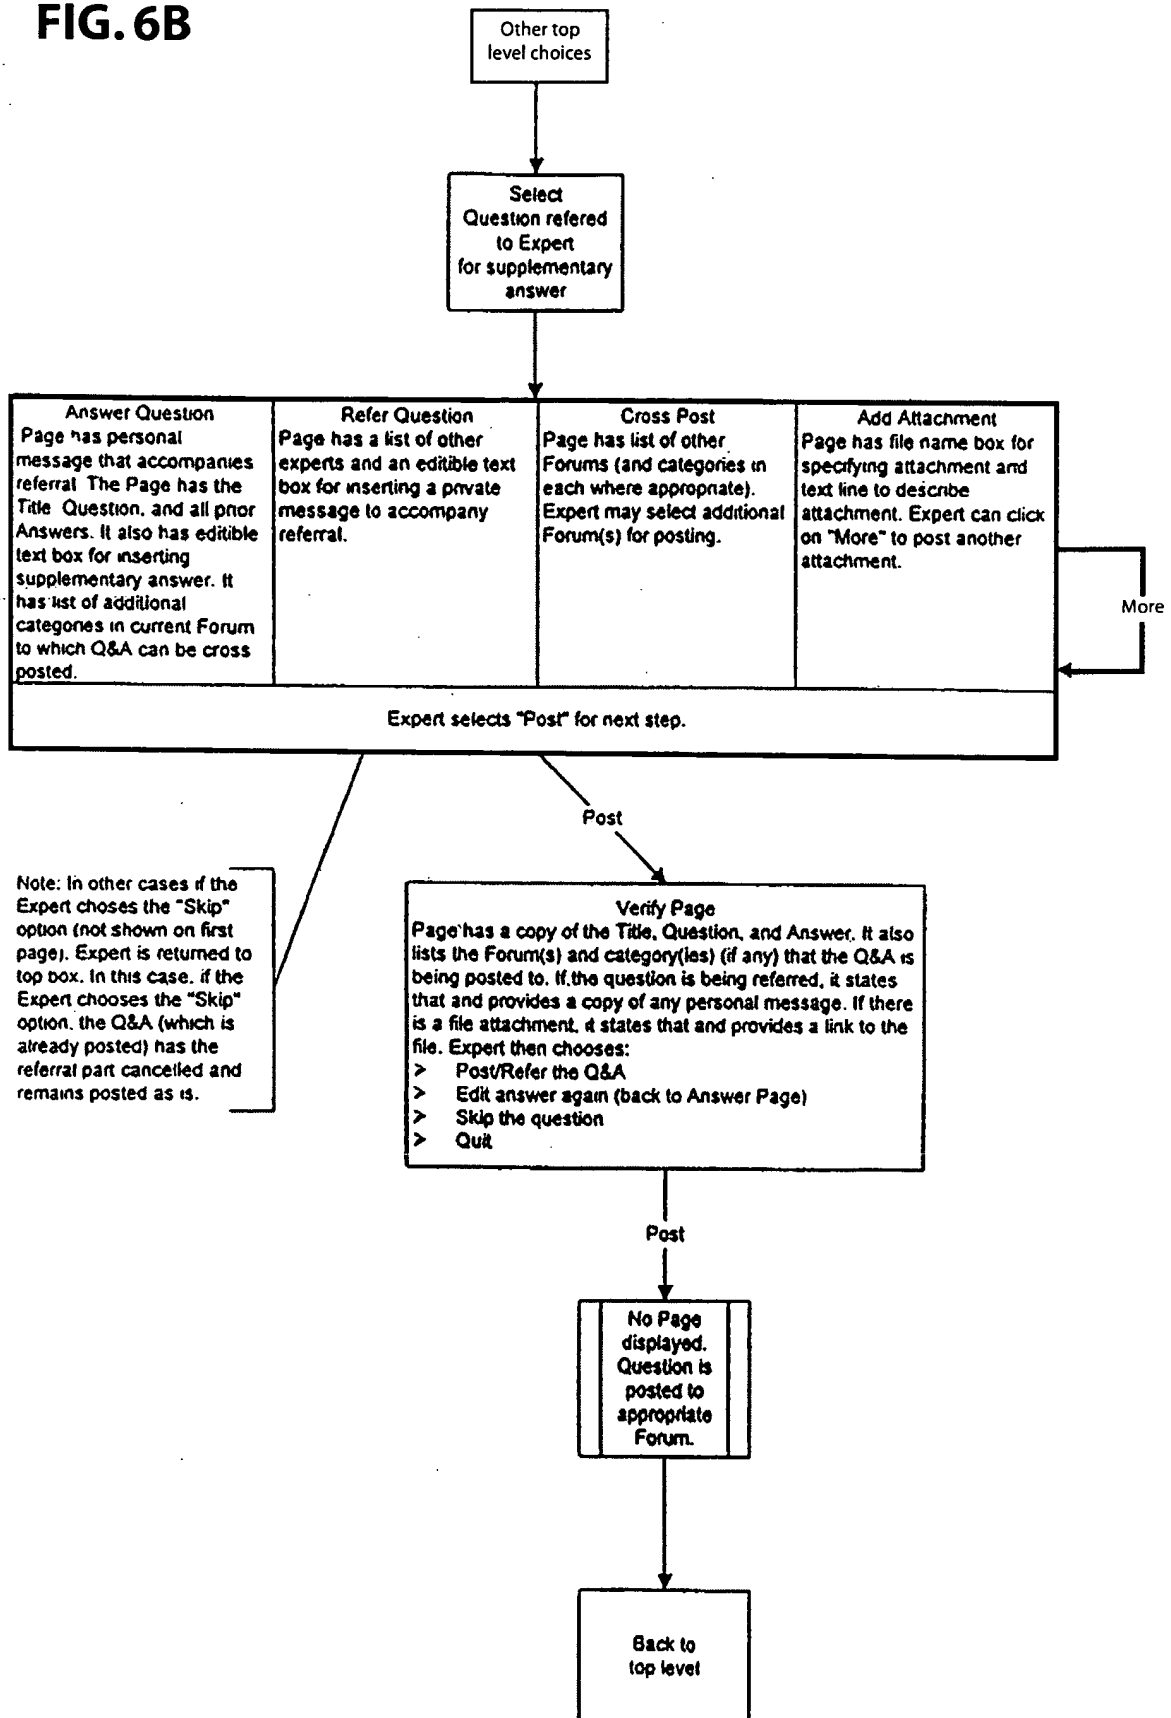 FIG. 6B
Other top
level choices
Select
Question refered
to Expert
for supplementary
answer
Answer Question
Page has personal
message that accompanies
referral The Page has the
Title Question, and all prior
Answers. It also has editible
text box for inserting
supplementary answer. It
has list of additional
categories in current Forum
to which Q&A can be cross
posted.
Refer Question
Page has a list of other
experts and an editible text
box for inserting a private
message to accompany
referral.
Cross Post
Page has list of other
Forums (and categories in
each where appropriate).
Expert may select additional
Forum(s) for posting.
Add Attachment
Page has file name box for
specifying attachment and
text line to describe
attachment. Expert can click
on "More" to post another
attachment.
More
Expert selects "Post" for next step.
Post
Note: In other cases if the
Expert choses the "Skip"
option (not shown on first
page). Expert is returned to
top box. In this case, if the
Expert chooses the "Skip"
option, the Q&A (which is
already posted) has the
referral part cancelled and
remains posted as is.
Verify Page
Page has a copy of the Title, Question, and Answer. It also
lists the Forum(s) and category(ies) (if any) that the Q&A is
being posted to. If the question is being referred, it states
that and provides a copy of any personal message. If there
is a file attachment, it states that and provides a link to the
file. Expert then chooses:
> Post/Refer the Q&A
> Edit answer again (back to Answer Page)
> Skip the question
> Quit
Post
No Page
displayed.
Question is
posted to
appropriate
Forum.
Back to
top level